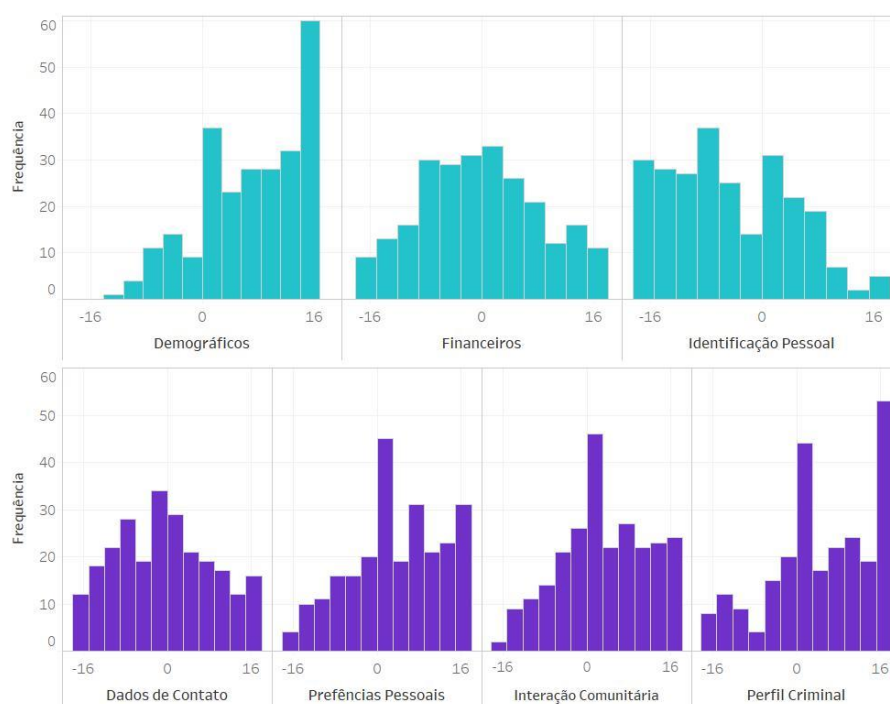 60
50
40
30
20
10
0
Frequência
-16 0 16 -16 0 16 -16 0 16
Demográficos Financeiros Identificação Pessoal
60
50
40
30
20
10
0
Frequência
-16 0 16 -16 0 16 -16 0 16 -16 0 16
Dados de Contato Prefências Pessoais Interação Comunitária Perfil Criminal